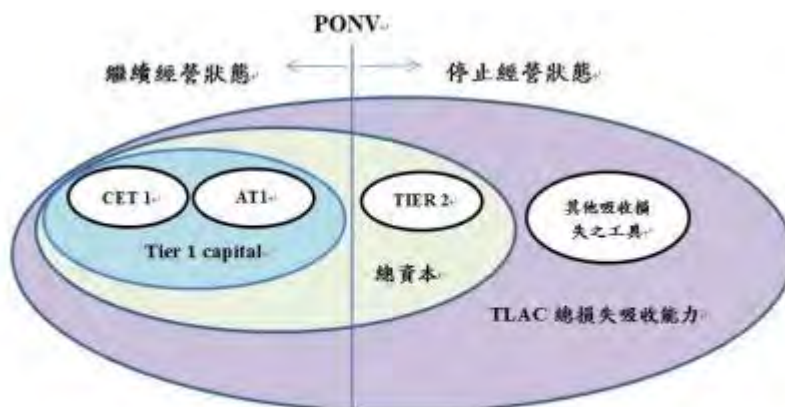 PONV
繼續經營狀態
停止經營狀態
CET 1
AT1
TIER 2
其他吸收損
失之工具
Tier 1 capital
總資本
TLAC 總損失吸收能力